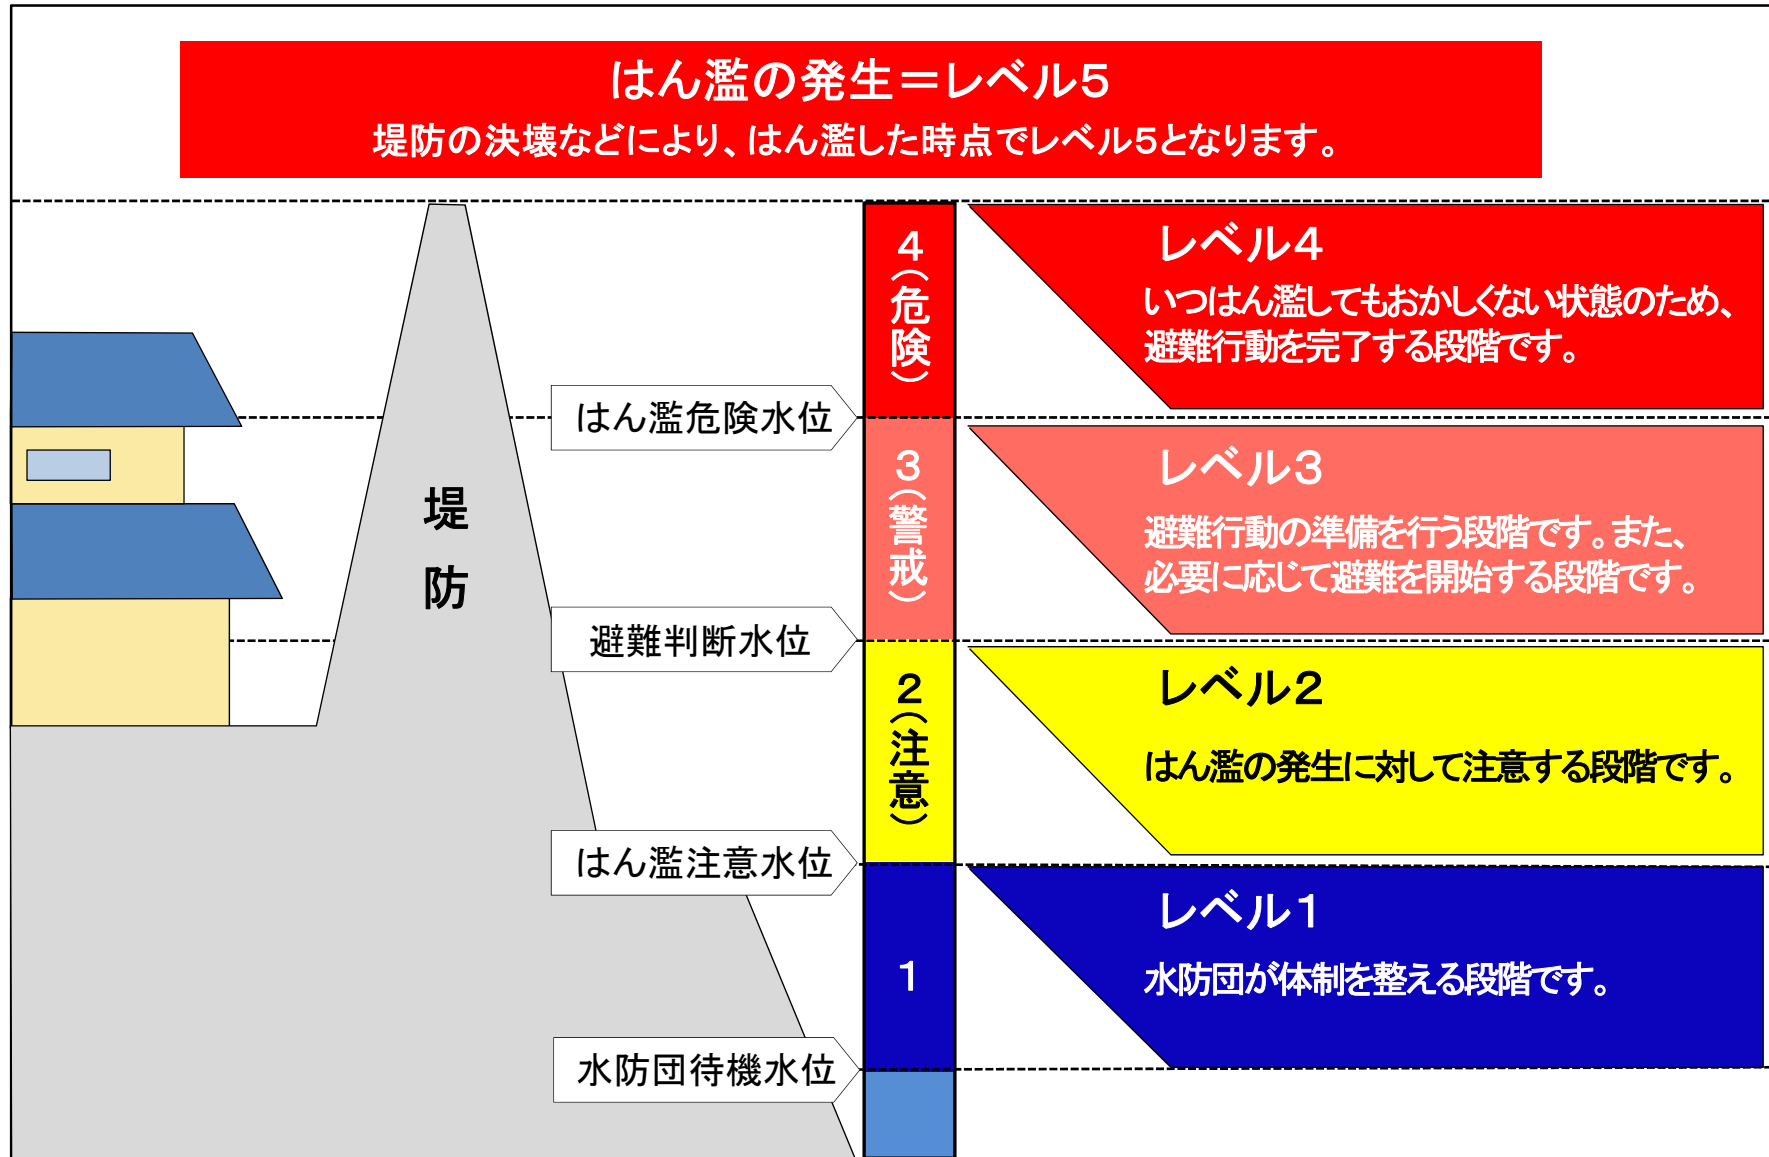 はん濫の発生＝レベル５
堤防の決壊などにより、はん濫した時点でレベル５となります。
４（危険）
レベル４
いつはん濫してもおかしくない状態のため、
避難行動を完了する段階です。
はん濫危険水位
堤防
３（警戒）
レベル３
避難行動の準備を行う段階です。また、
必要に応じて避難を開始する段階です。
避難判断水位
２（注意）
レベル２
はん濫の発生に対して注意する段階です。
はん濫注意水位
１
レベル１
水防団が体制を整える段階です。
水防団待機水位